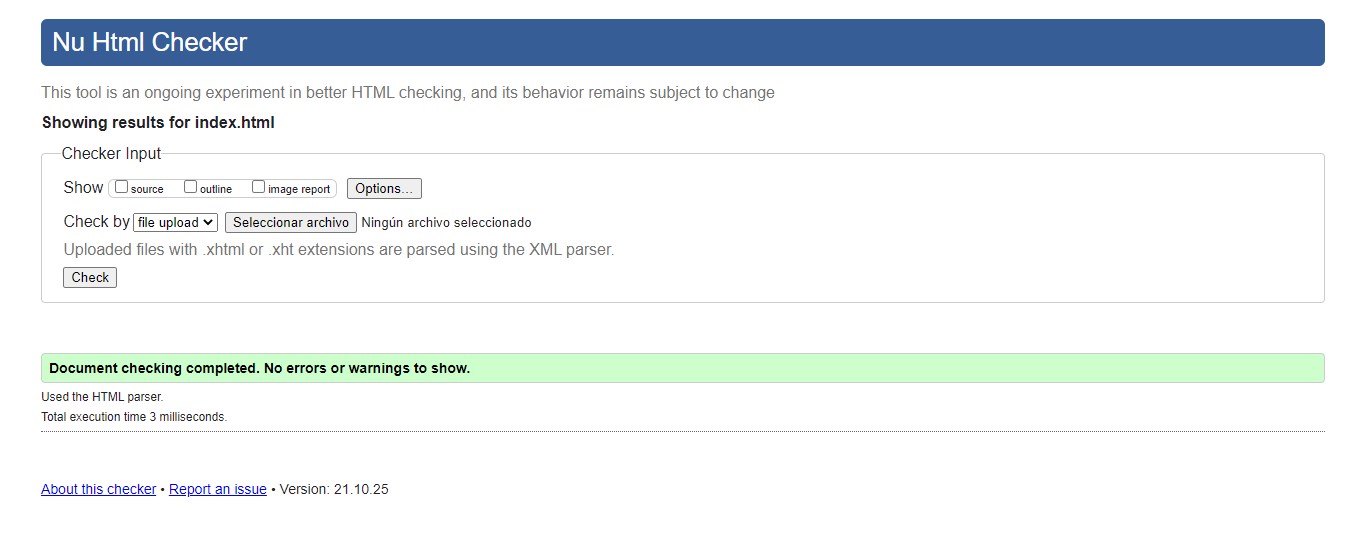 Nu Html Checker
This tool is an ongoing experiment in better HTML checking, and its behavior remains subject to change
Showing results for index.html
Checker Input
Show source outline image report Options...
Check by file upload Seleccionar archivo Ningún archivo seleccionado
Uploaded files with .xhtml or .xht extensions are parsed using the XML parser.
Check
Document checking completed. No errors or warnings to show.
Used the HTML parser.
Total execution time 3 milliseconds.
About this checker • Report an issue • Version: 21.10.25